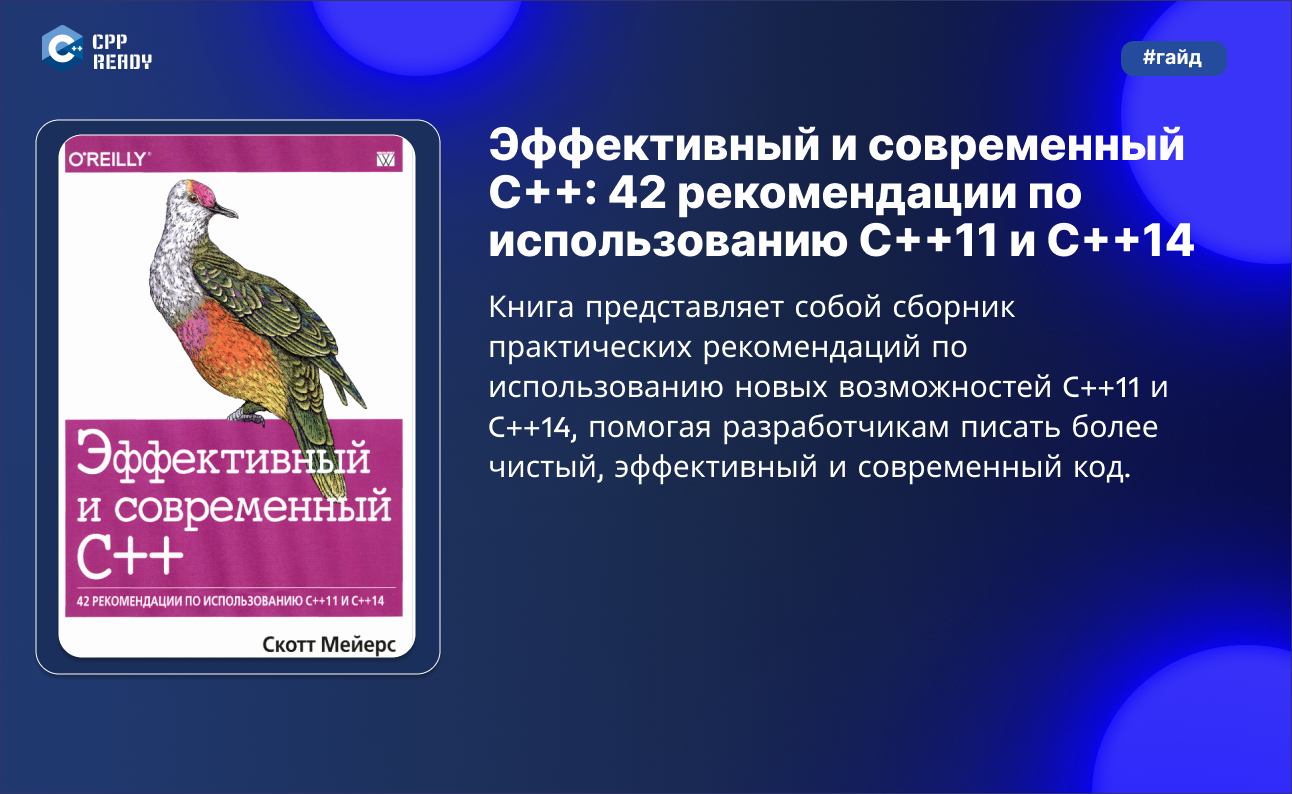 CPP
READY
#гайд
O'REILLY®
Эффективный
и современный
C++
42 РЕКОМЕНДАЦИИ ПО ИСПОЛЬЗОВАНИЮ C++11 И C++14
Скотт Мейерс
Эффективный и современный
C++: 42 рекомендации по
использованию C++11 и C++14
Книга представляет собой сборник
практических рекомендаций по
использованию новых возможностей C++11 и
C++14, помогая разработчикам писать более
чистый, эффективный и современный код.